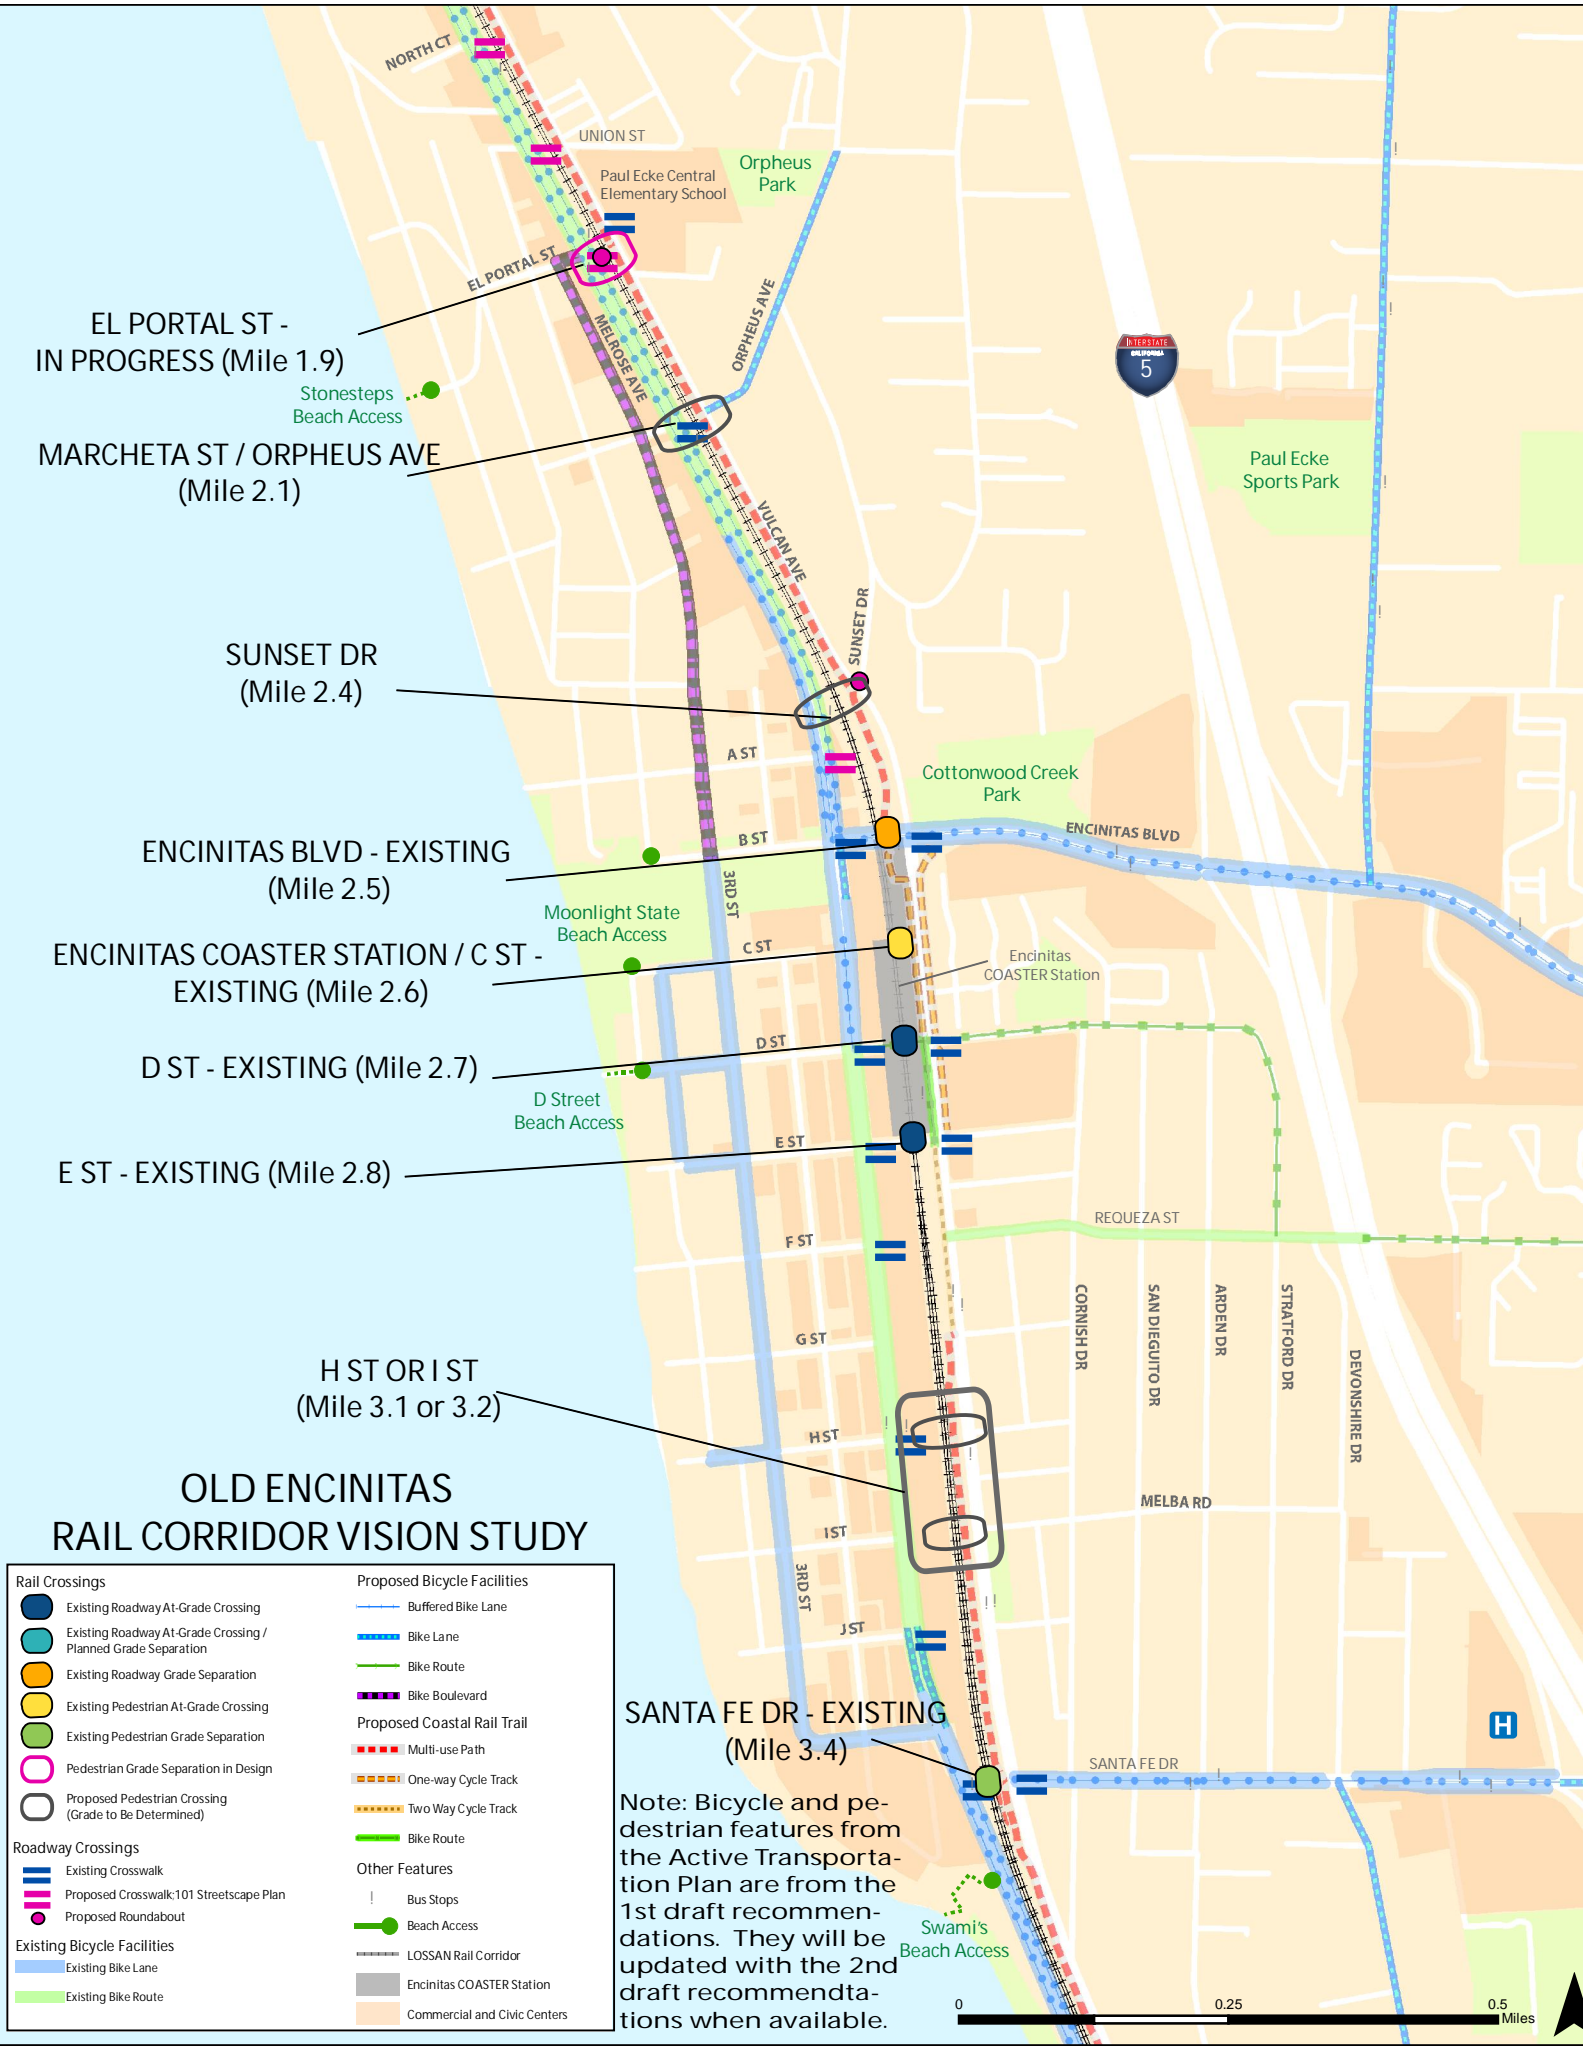 NORTH CT
UNION ST
Paul Ecke Central
Elementary School
Orpheus
Park
EL PORTAL ST
EL PORTAL ST -
IN PROGRESS (Mile 1.9)
MELROSE AVE
ORPHEUS AVE
INTERSTATE
CALIFORNIA
5
Stonesteps
Beach Access
MARCHETA ST / ORPHEUS AVE
(Mile 2.1)
Paul Ecke
Sports Park
VULCAN AVE
SUNSET DR
SUNSET DR
(Mile 2.4)
A ST
Cottonwood Creek
Park
ENCINITAS BLVD
B ST
ENCINITAS BLVD - EXISTING
(Mile 2.5)
3RD ST
Moonlight State
Beach Access
C ST
ENCINITAS COASTER STATION / C ST -
EXISTING (Mile 2.6)
Encinitas
COASTER Station
D ST
D ST - EXISTING (Mile 2.7)
D Street
Beach Access
E ST
E ST - EXISTING (Mile 2.8)
REQUEZA ST
F ST
CORNISH DR
SAN DIEGUITO DR
ARDEN DR
STRATFORD DR
DEVONSHIRE DR
G ST
H ST OR I ST
(Mile 3.1 or 3.2)
H ST
MELBA RD
I ST
3RD ST
J ST
OLD ENCINITAS
RAIL CORRIDOR VISION STUDY
Rail Crossings
Existing Roadway At-Grade Crossing
Existing Roadway At-Grade Crossing /
Planned Grade Separation
Existing Roadway Grade Separation
Existing Pedestrian At-Grade Crossing
Existing Pedestrian Grade Separation
Pedestrian Grade Separation in Design
Proposed Pedestrian Crossing
(Grade to Be Determined)
Roadway Crossings
Existing Crosswalk
Proposed Crosswalk:101 Streetscape Plan
Proposed Roundabout
Existing Bicycle Facilities
Existing Bike Lane
Existing Bike Route
Proposed Bicycle Facilities
Buffered Bike Lane
Bike Lane
Bike Route
Bike Boulevard
Proposed Coastal Rail Trail
Multi-use Path
One-way Cycle Track
Two Way Cycle Track
Bike Route
Other Features
Bus Stops
Beach Access
LOSSAN Rail Corridor
Encinitas COASTER Station
Commercial and Civic Centers
SANTA FE DR - EXISTING
(Mile 3.4)
H
SANTA FE DR
Note: Bicycle and pe-
destrian features from
the Active Transporta-
tion Plan are from the
1st draft recommen-
dations. They will be
updated with the 2nd
draft recommendta-
tions when available.
Swami's
Beach Access
0
0.25
0.5
Miles